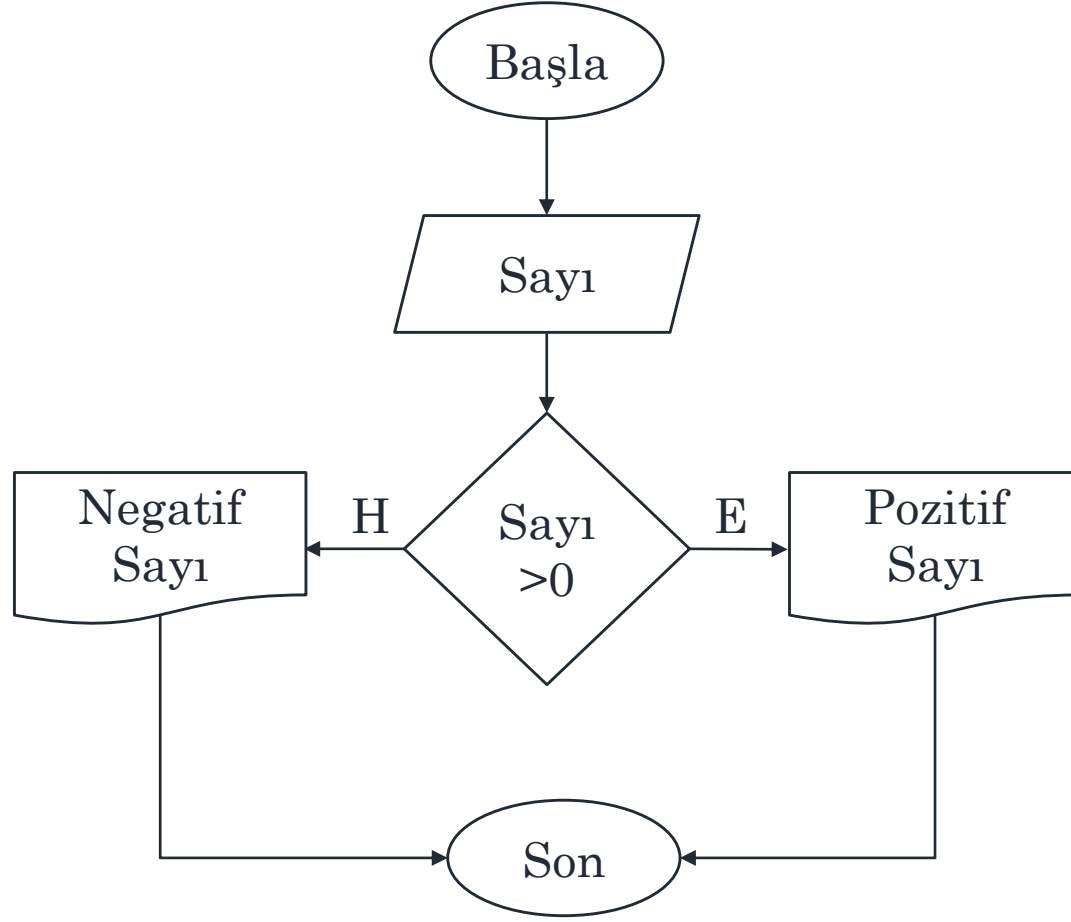 Başla
Sayı
H
E
Negatif
Sayı
Sayı
>0
Pozitif
Sayı
Son